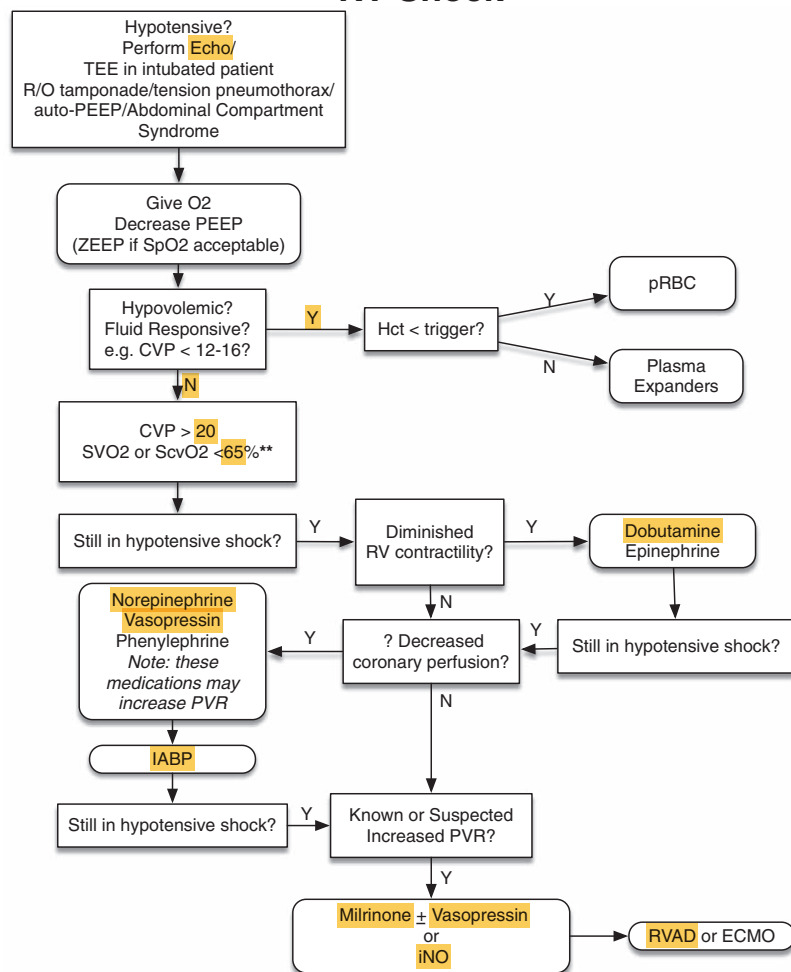 RV Shock
Hypotensive?
Perform Echo/
TEE in intubated patient
R/O tamponade/tension pneumothorax/
auto-PEEP/Abdominal Compartment
Syndrome
Give O2
Decrease PEEP
(ZEEP if SpO2 acceptable)
Hypovolemic?
Fluid Responsive?
e.g. CVP < 12-16?
Y
Hct < trigger?
Y
pRBC
N
Plasma
Expanders
N
CVP > 20
SVO2 or ScvO2 <65%**
Still in hypotensive shock?
Y
Diminished
RV contractility?
Y
Dobutamine
Epinephrine
N
Norepinephrine
Vasopressin
Phenylephrine
Note: these
medications may
increase PVR
Y
? Decreased
coronary perfusion?
Y
Still in hypotensive shock?
N
IABP
Still in hypotensive shock?
Y
Known or Suspected
Increased PVR?
Y
Milrinone ± Vasopressin
or
iNO
RVAD or ECMO